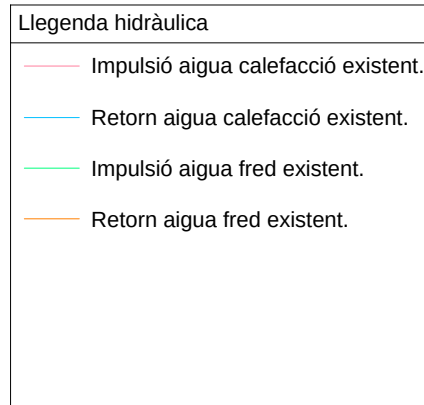 Llegenda hidràulica
Impulsió aigua calefacció existent.
Retorn aigua calefacció existent.
Impulsió aigua fred existent.
Retorn aigua fred existent.